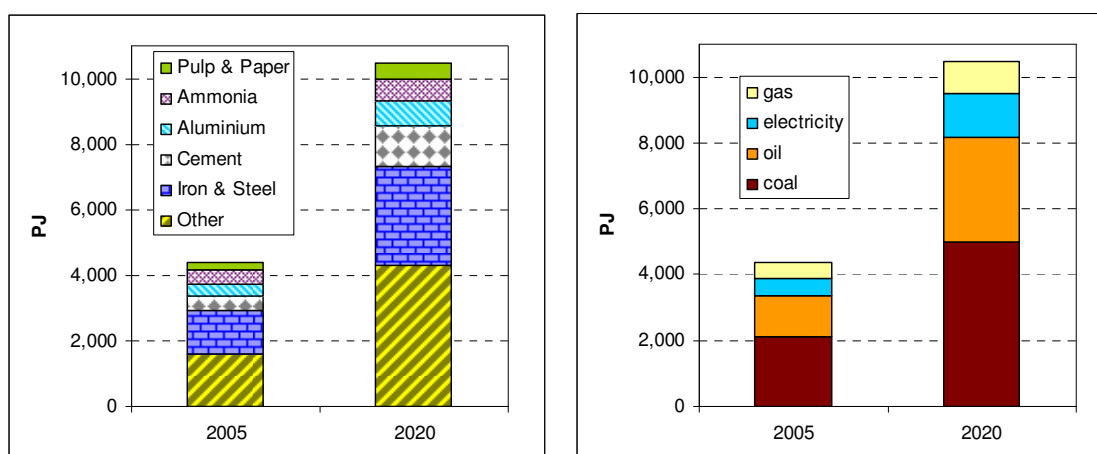 10,000
8,000
6,000
4,000
2,000
0
PJ
Pulp & Paper
Ammonia
Aluminium
Cement
Iron & Steel
Other
2005 2020
10,000
8,000
6,000
4,000
2,000
0
PJ
gas
electricity
oil
coal
2005 2020